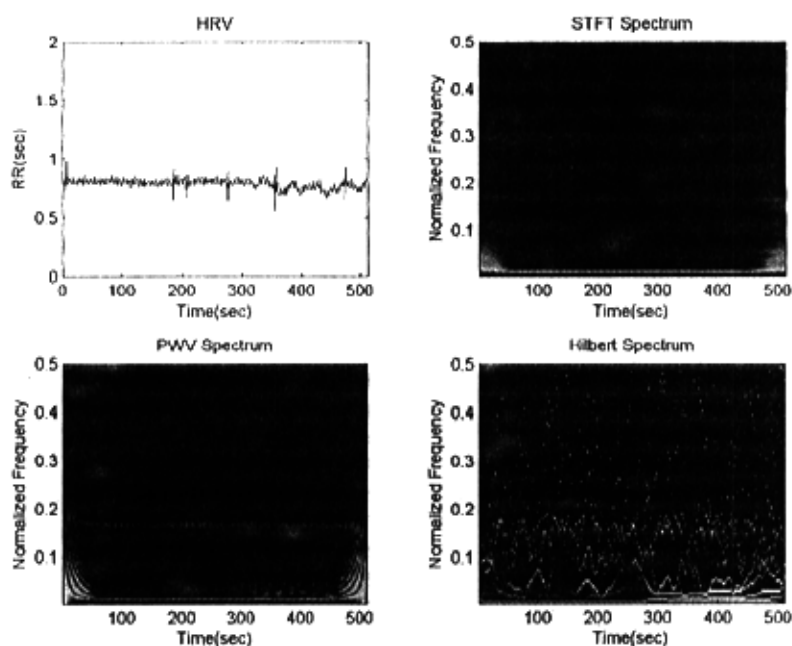 HRV
2
1.5
1
0.5
0
RR(sec)
0 100 200 300 400 500
Time(sec)
STFT Spectrum
0.5
0.4
0.3
0.2
0.1
Normalized Frequency
100 200 300 400 500
Time(sec)
PWV Spectrum
0.5
0.4
0.3
0.2
0.1
Normalized Frequency
100 200 300 400 500
Time(sec)
Hilbert Spectrum
0.5
0.4
0.3
0.2
0.1
Normalized Frequency
100 200 300 400 500
Time(sec)